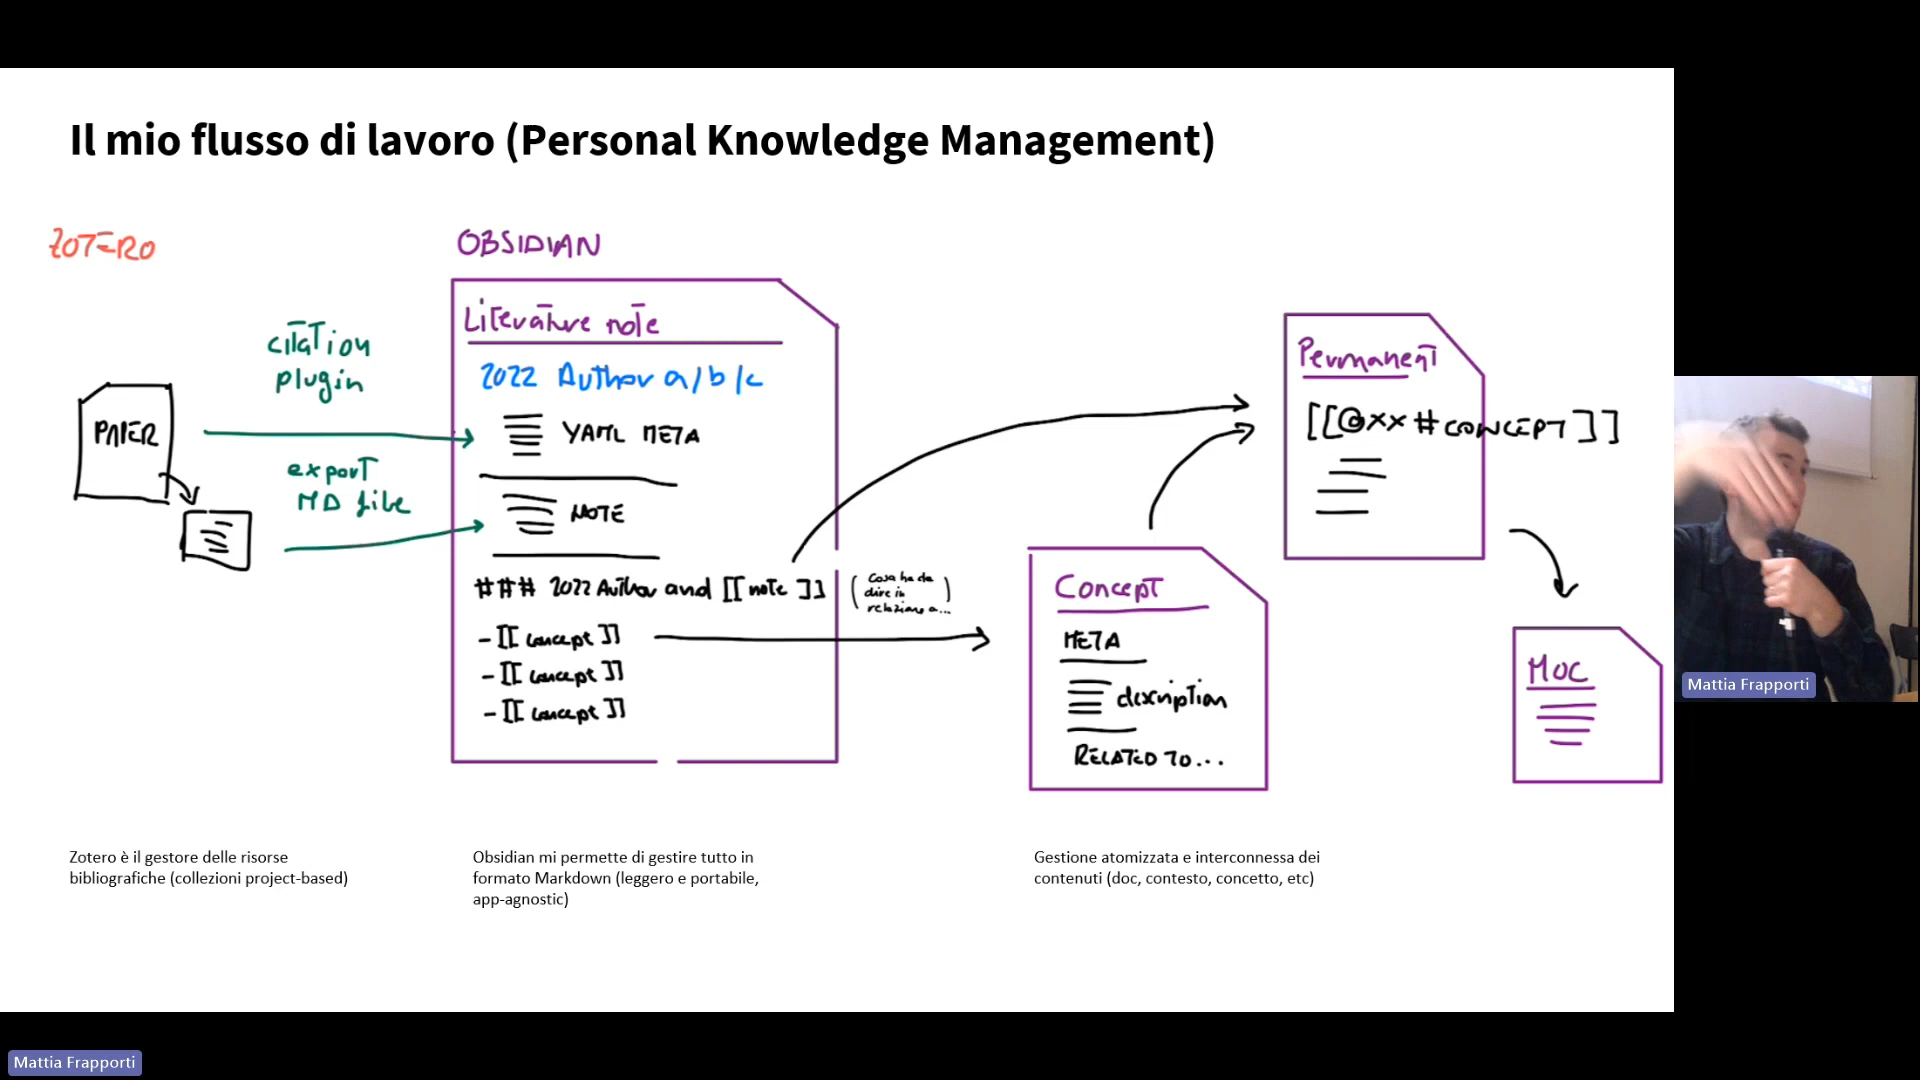 Il mio flusso di lavoro (Personal Knowledge Management)
ZOTERO
OBSIDIAN
citation
plugin
PAPER
export
MD file
Literature note
2022 Author a/b/c
YAML META
NOTE
### 2022 Author and [[note]]
(Cosa ha da
dire in
relazione a...)
- [[concept]]
- [[concept]]
- [[concept]]
Concept
META
description
RELATED TO...
Permanent
[[@xx#CONCEPT]]
MOC
Zotero è il gestore delle risorse
bibliografiche (collezioni project-based)
Obsidian mi permette di gestire tutto in
formato Markdown (leggero e portabile,
app-agnostic)
Gestione atomizzata e interconnessa dei
contenuti (doc, contesto, concetto, etc)
Mattia Frapporti
Mattia Frapporti